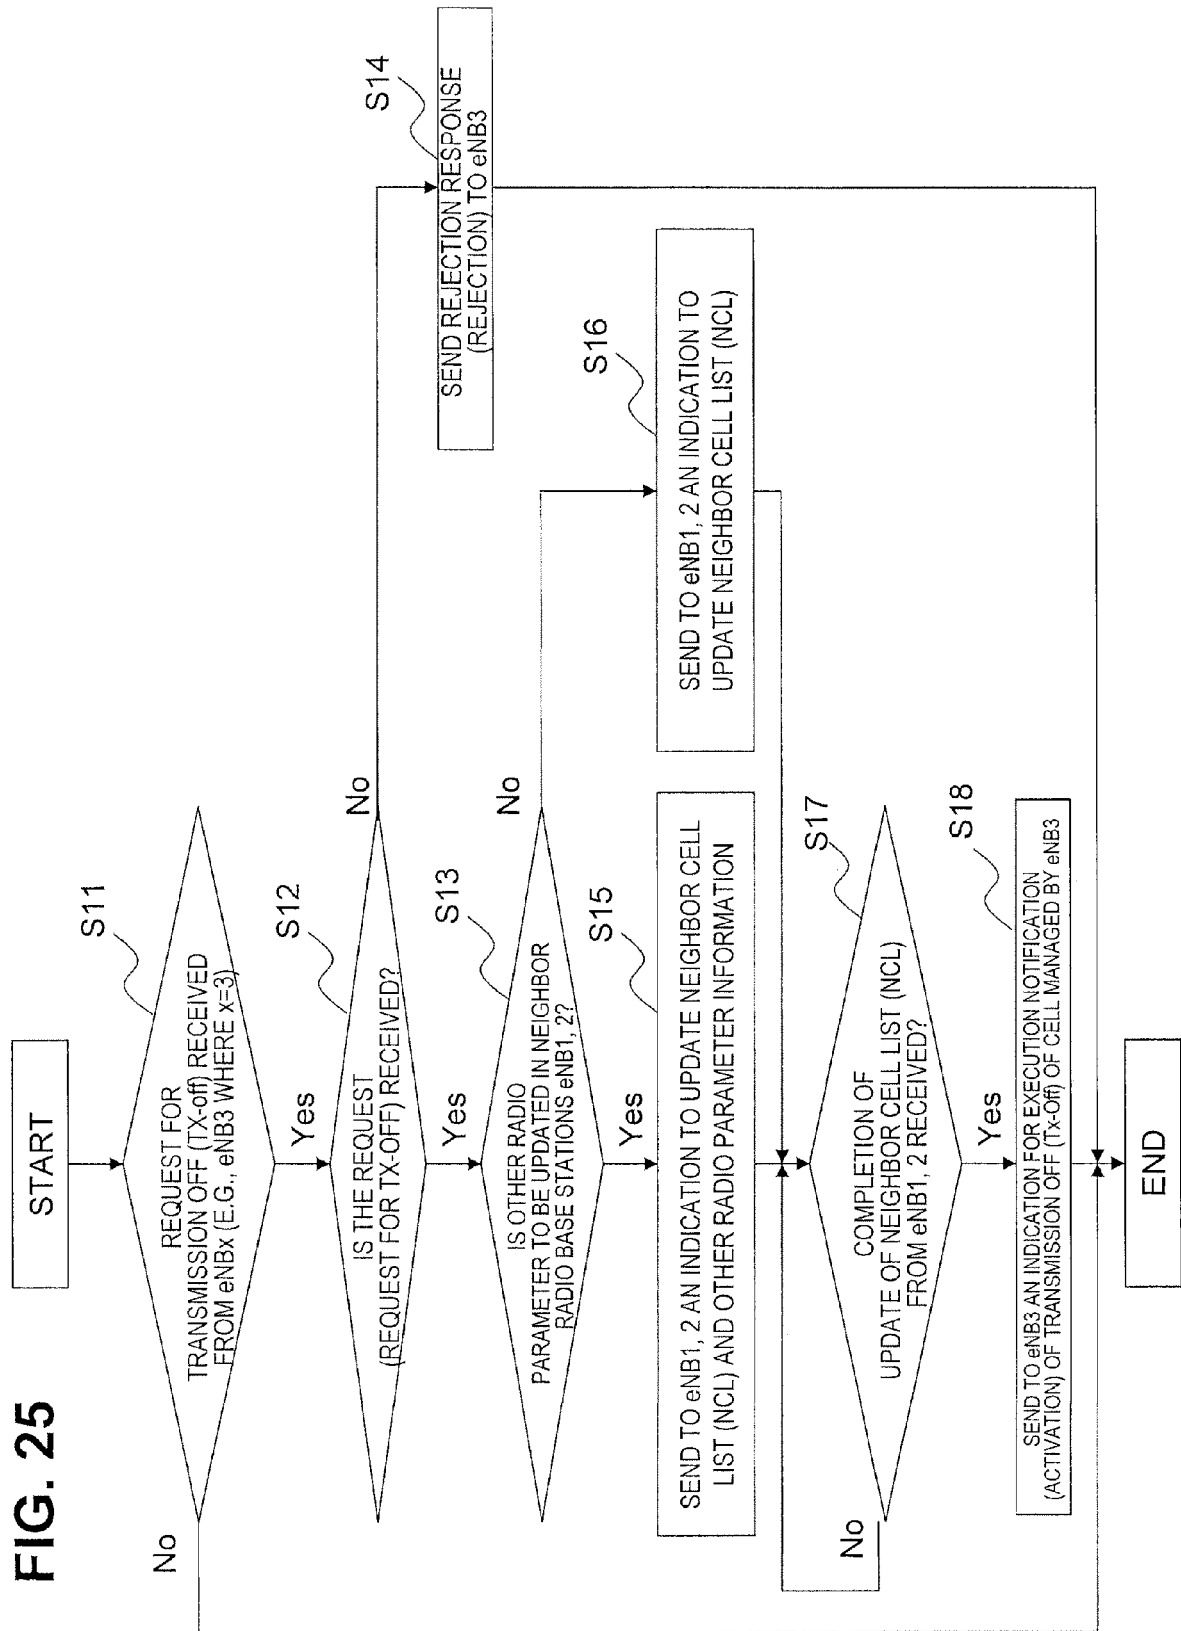 FIG. 25
START
S11
REQUEST FOR
TRANSMISSION OFF (TX-off) RECEIVED
FROM eNBx (E.G., eNB3 WHERE x=3)
No
Yes
S12
IS THE REQUEST
(REQUEST FOR TX-OFF) RECEIVED?
No
Yes
S14
SEND REJECTION RESPONSE
(REJECTION) TO eNB3
S13
IS OTHER RADIO
PARAMETER TO BE UPDATED IN NEIGHBOR
RADIO BASE STATIONS eNB1, 2?
No
Yes
S15
SEND TO eNB1, 2 AN INDICATION TO UPDATE NEIGHBOR CELL
LIST (NCL) AND OTHER RADIO PARAMETER INFORMATION
S16
SEND TO eNB1, 2 AN INDICATION TO
UPDATE NEIGHBOR CELL LIST (NCL)
S17
COMPLETION OF
UPDATE OF NEIGHBOR CELL LIST (NCL)
FROM eNB1, 2 RECEIVED?
No
Yes
S18
SEND TO eNB3 AN INDICATION FOR EXECUTION NOTIFICATION
(ACTIVATION) OF TRANSMISSION OFF (Tx-Off) OF CELL MANAGED BY eNB3
END